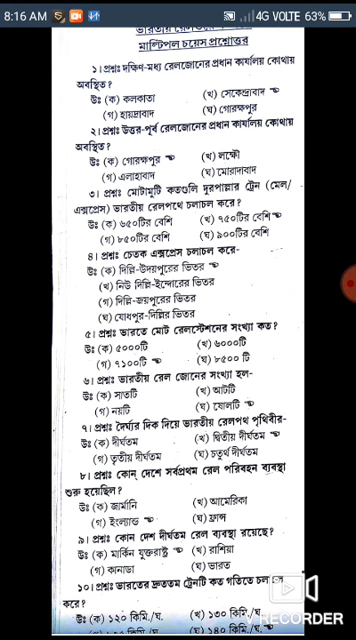 8:16 AM 4G VOLTE 63%
ভারতীয়
মাল্টিপল চয়েস প্রশ্নোত্তর
১। প্রশ্নঃ দক্ষিণ-মধ্য রেলজোনের প্রধান কার্যালয় কোথায়
অবস্থিত?
উঃ (ক) কলকাতা (খ) সেকেন্দ্রাবাদ
(গ) হায়দ্রাবাদ (ঘ) গোরক্ষপুর
২। প্রশ্নঃ উত্তর-পূর্ব রেলজোনের প্রধান কার্যালয় কোথায়
অবস্থিত?
উঃ (ক) গোরক্ষপুর (খ) লক্ষ্ণৌ
(গ) এলাহাবাদ (ঘ) মোরাদাবাদ
৩। প্রশ্নঃ মোটামুটি কতগুলি দুরপাল্লার ট্রেন (মেল/
এক্সপ্রেস) ভারতীয় রেলপথে চলাচল করে?
উঃ (ক) ৬৫০টির বেশি (খ) ৭৫০টির বেশি
(গ) ৮৫০টির বেশি (ঘ) ৯০০টির বেশি
৪। প্রশ্নঃ চেতক এক্সপ্রেস চলাচল করে-
উঃ (ক) দিল্লি-উদয়পুরের ভিতর
(খ) নিউ দিল্লি-ইন্দোরের ভিতর
(গ) দিল্লি-জয়পুরের ভিতর
(ঘ) যোধপুর-দিল্লির ভিতর
৫। প্রশ্নঃ ভারতে মোট রেলস্টেশনের সংখ্যা কত?
উঃ (ক) ৫০০০টি (খ) ৬০০০টি
(গ) ৭১০০টি (ঘ) ৮৫০০ টি
৬। প্রশ্নঃ ভারতীয় রেল জোনের সংখ্যা হল-
উঃ (ক) সাতটি (খ) আটটি
(গ) নয়টি (ঘ) ষোলটি
৭। প্রশ্নঃ দৈর্ঘ্যর দিক দিয়ে ভারতীয় রেলপথ পৃথিবীর-
উঃ (ক) দীর্ঘতম (খ) দ্বিতীয় দীর্ঘতম
(গ) তৃতীয় দীর্ঘতম (ঘ) চতুর্থ দীর্ঘতম
৮। প্রশ্নঃ কোন্ দেশে সর্বপ্রথম রেল পরিবহন ব্যবস্থা
শুরু হয়েছিল?
উঃ (ক) জার্মানি (খ) আমেরিকা
(গ) ইংল্যান্ড (ঘ) ফ্রান্স
৯। প্রশ্নঃ কোন দেশ দীর্ঘতম রেল ব্যবস্থা রয়েছে?
উঃ (ক) মার্কিন যুক্তরাষ্ট্র (খ) রাশিয়া
(গ) কানাডা (ঘ) ভারত
১০। প্রশ্নঃ ভারতের দ্রুততম ট্রেনটি কত গতিতে চলাচল
করে?
উঃ (ক) ১২০ কিমি./ঘ. (খ) ১৩০ কিমি./ঘ.
(ঘ) ১৪০ কিমি./ঘ.
RECORDER